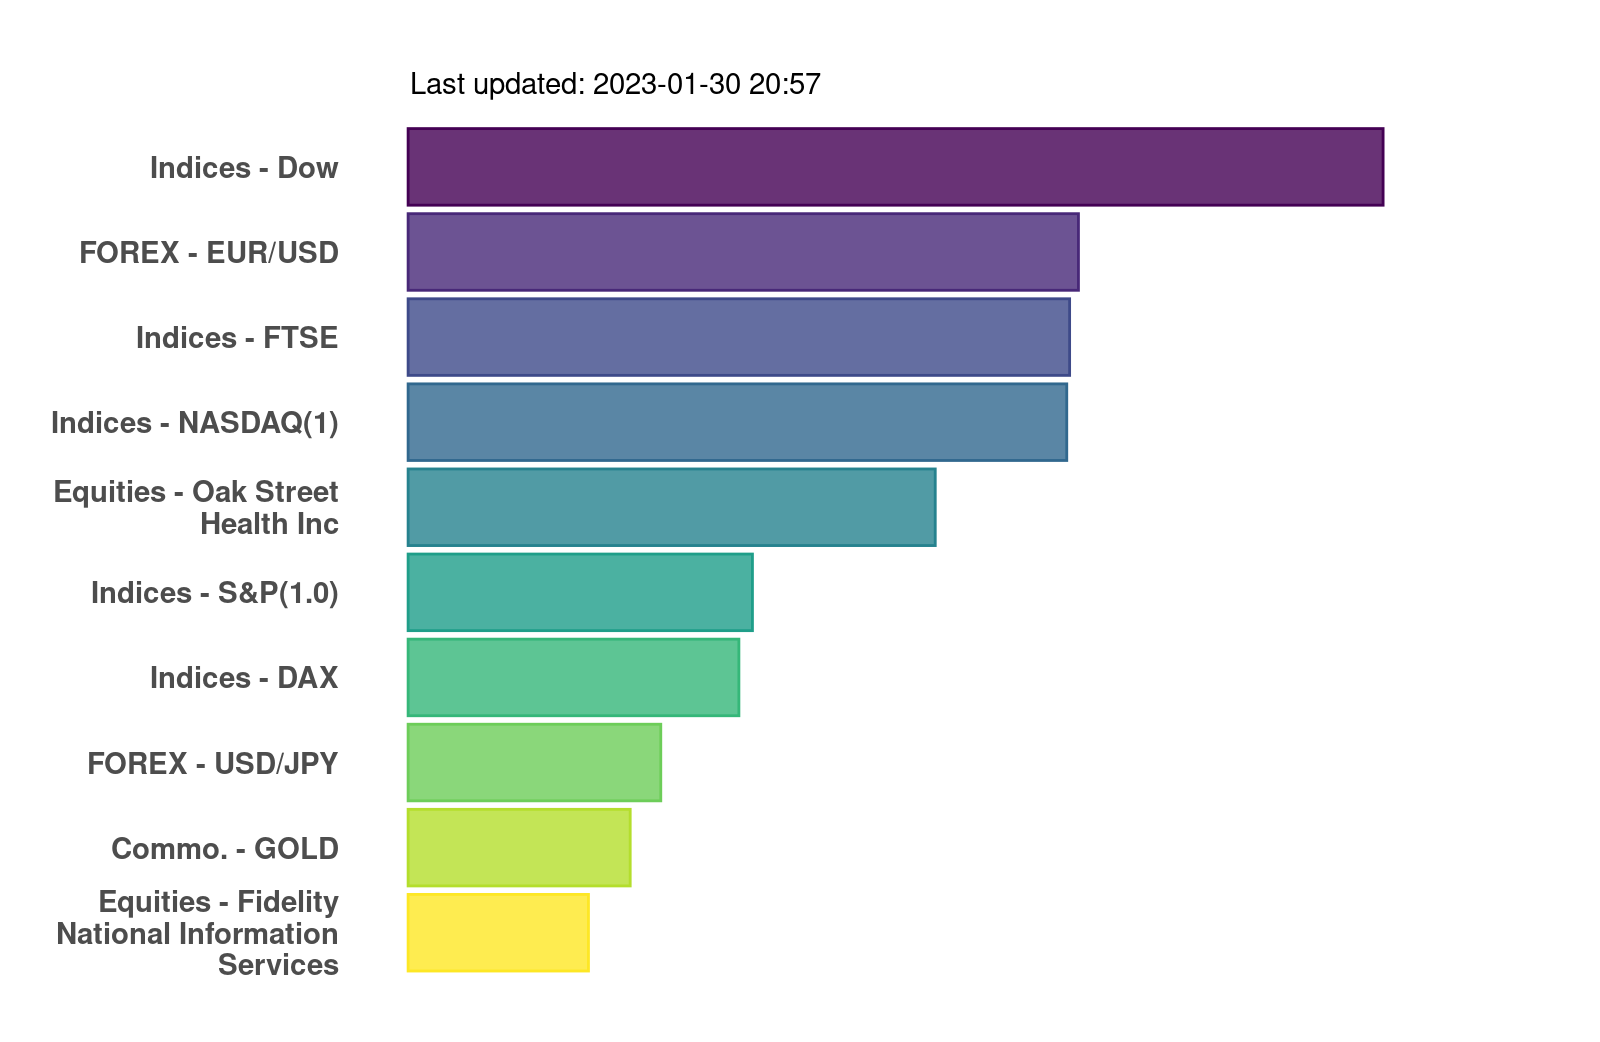 Last updated: 2023-01-30 20:57
Indices - Dow
FOREX - EUR/USD
Indices - FTSE
Indices - NASDAQ(1)
Equities - Oak Street
Health Inc
Indices - S&P(1.0)
Indices - DAX
FOREX - USD/JPY
Commo. - GOLD
Equities - Fidelity
National Information
Services